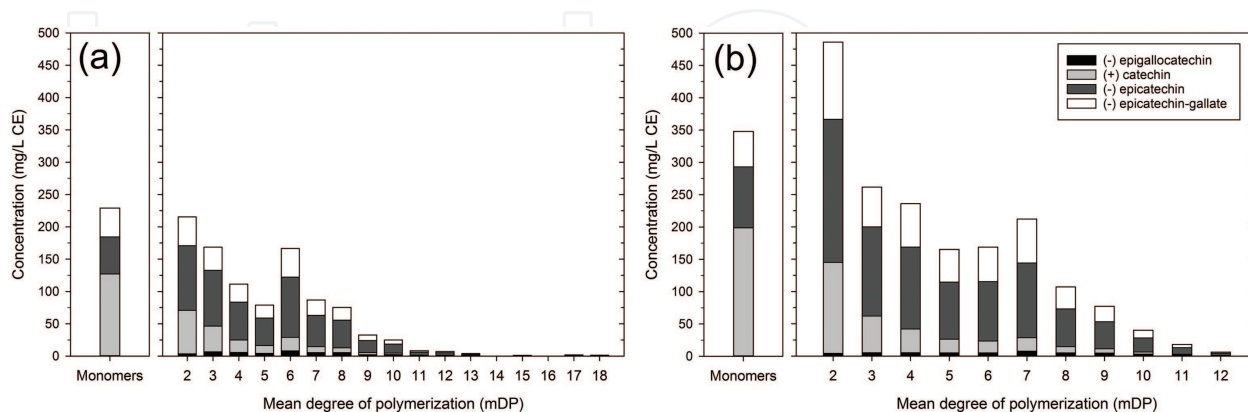 (a)
Concentration (mg/L CE)
500
450
400
350
300
250
200
150
100
50
0
Monomers
2 3 4 5 6 7 8 9 10 11 12 13 14 15 16 17 18
Mean degree of polymerization (mDP)
(b)
Concentration (mg/L CE)
500
450
400
350
300
250
200
150
100
50
0
Monomers
2 3 4 5 6 7 8 9 10 11 12
Mean degree of polymerization (mDP)
(-) epigallocatechin
(+) catechin
(-) epicatechin
(-) epicatechin-gallate